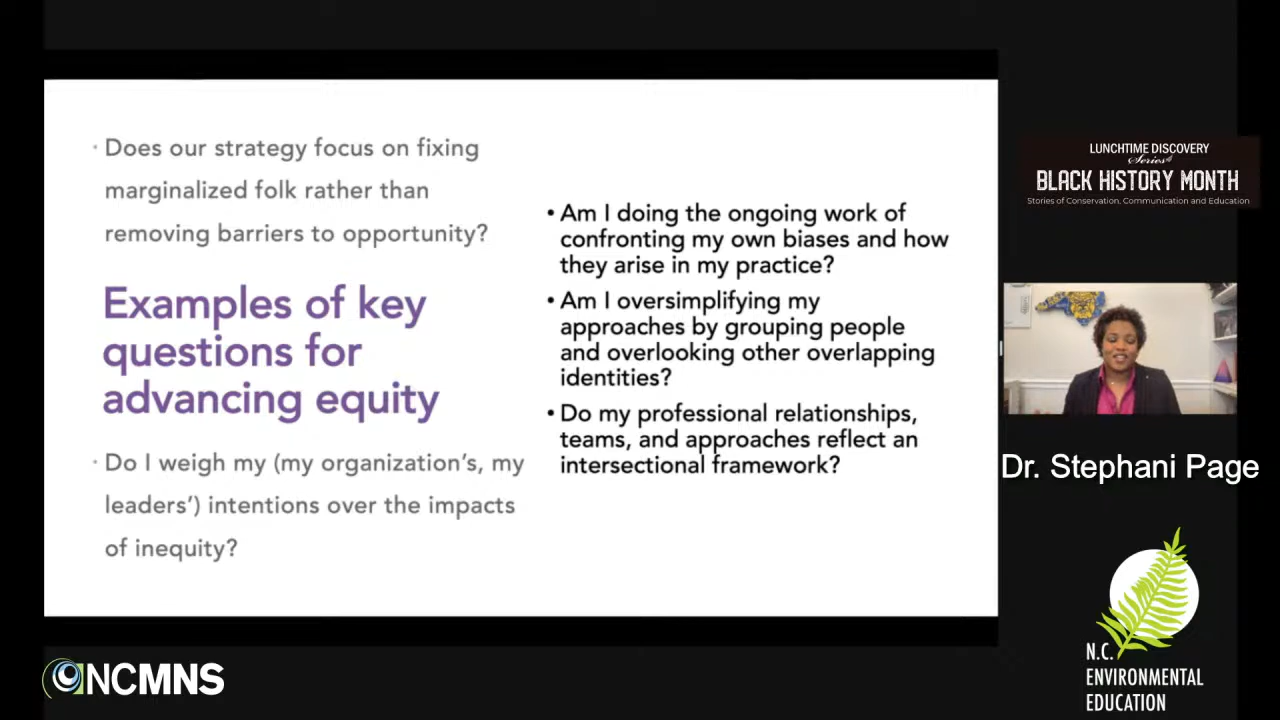 · Does our strategy focus on fixing
marginalized folk rather than
removing barriers to opportunity?
Examples of key
questions for
advancing equity
· Do I weigh my (my organization's, my
leaders') intentions over the impacts
of inequity?
• Am I doing the ongoing work of
confronting my own biases and how
they arise in my practice?
• Am I oversimplifying my
approaches by grouping people
and overlooking other overlapping
identities?
• Do my professional relationships,
teams, and approaches reflect an
intersectional framework?
LUNCHTIME DISCOVERY
Series
BLACK HISTORY MONTH
Stories of Conservation, Communication and Education
Dr. Stephani Page
N.C.
ENVIRONMENTAL
EDUCATION
NCMNS